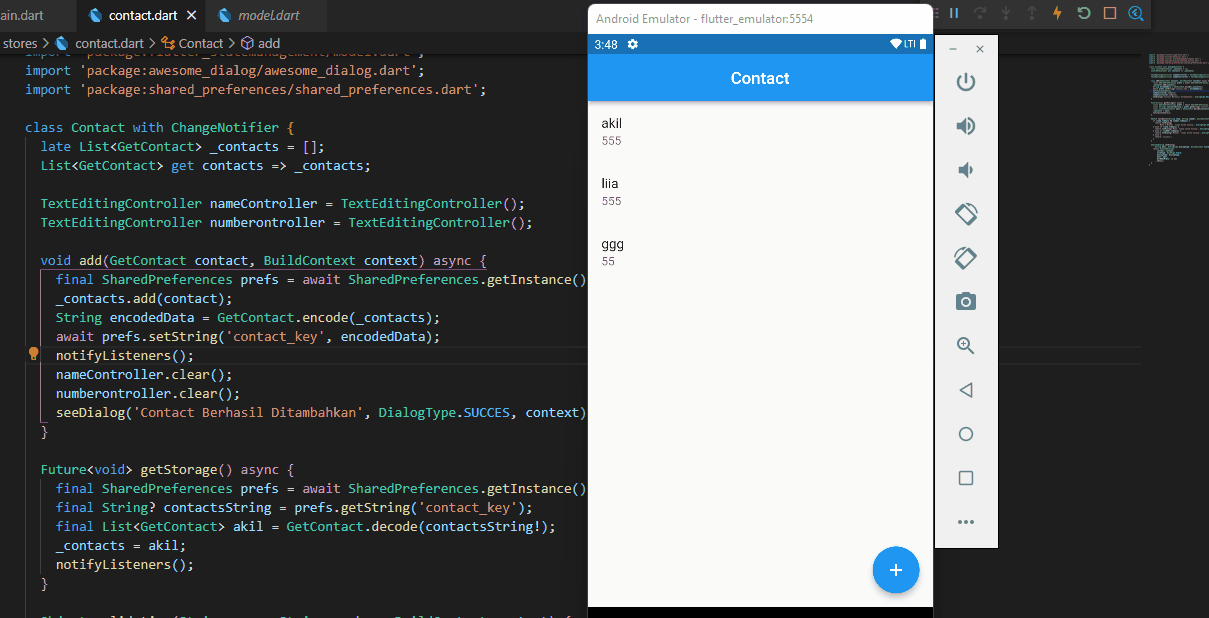 ain.dart
contact.dart
model.dart
stores > contact.dart > Contact > add
import 'package:awesome_dialog/awesome_dialog.dart';
import 'package:shared_preferences/shared_preferences.dart';
class Contact with ChangeNotifier {
late List<GetContact> _contacts = [];
List<GetContact> get contacts => _contacts;
TextEditingController nameController = TextEditingController();
TextEditingController numberontroller = TextEditingController();
void add(GetContact contact, BuildContext context) async {
final SharedPreferences prefs = await SharedPreferences.getInstance()
_contacts.add(contact);
String encodedData = GetContact.encode(_contacts);
await prefs.setString('contact_key', encodedData);
notifyListeners();
nameController.clear();
numberontroller.clear();
seeDialog('Contact Berhasil Ditambahkan', DialogType.SUCCES, context)
}
Future<void> getStorage() async {
final SharedPreferences prefs = await SharedPreferences.getInstance()
final String? contactsString = prefs.getString('contact_key');
final List<GetContact> akil = GetContact.decode(contactsString!);
_contacts = akil;
notifyListeners();
}
Android Emulator - flutter_emulator:5554
3:48
LTE
Contact
akil
555
liia
555
ggg
55